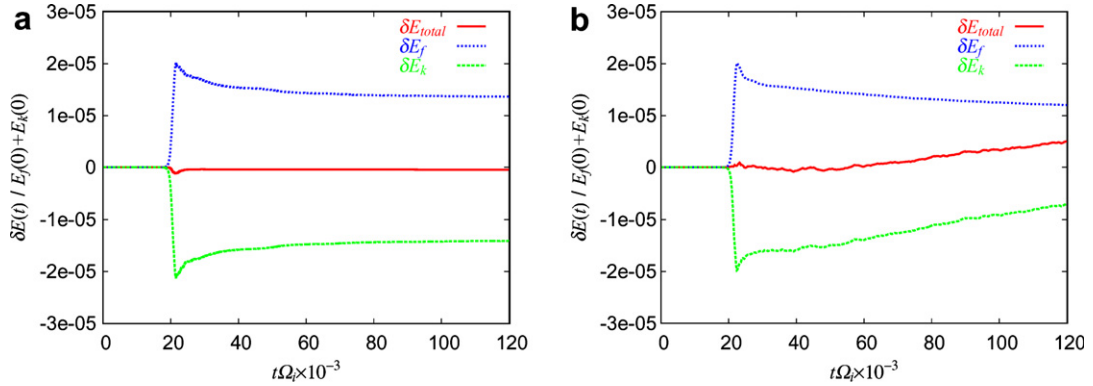 a
3e-05
2e-05
1e-05
0
-1e-05
-2e-05
-3e-05
δE(t) / E_f(0)+E_k(0)
δE_total
δE_f
δE_k
0 20 40 60 80 100 120
tΩ_i×10⁻³
b
3e-05
2e-05
1e-05
0
-1e-05
-2e-05
-3e-05
δE(t) / E_f(0)+E_k(0)
δE_total
δE_f
δE_k
0 20 40 60 80 100 120
tΩ_i×10⁻³